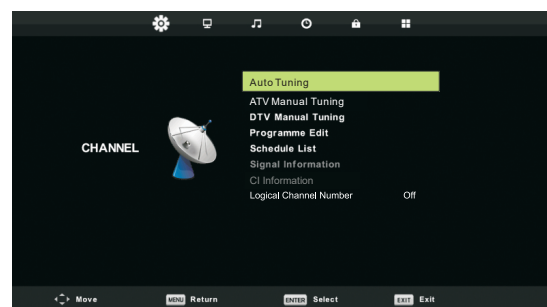 Auto Tuning
ATV Manual Tuning
DTV Manual Tuning
Programme Edit
CHANNEL
Schedule List
Signal Information
CI Information
Logical Channel Number Off
Move MENU Return ENTER Select EXIT Exit